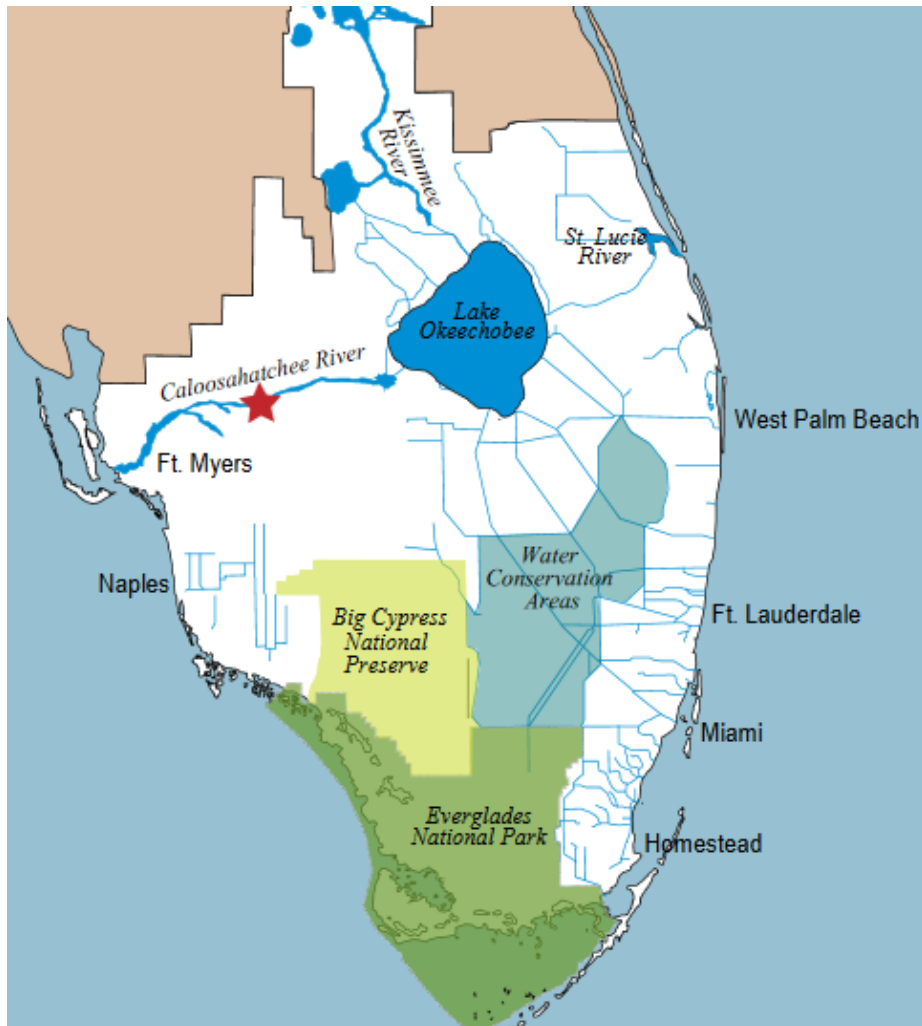 Kissimmee
River
St. Lucie
River
Lake
Okeechobee
Caloosahatchee River
West Palm Beach
Ft. Myers
Water
Conservation
Areas
Naples
Ft. Lauderdale
Big Cypress
National
Preserve
Miami
Everglades
National Park
Homestead